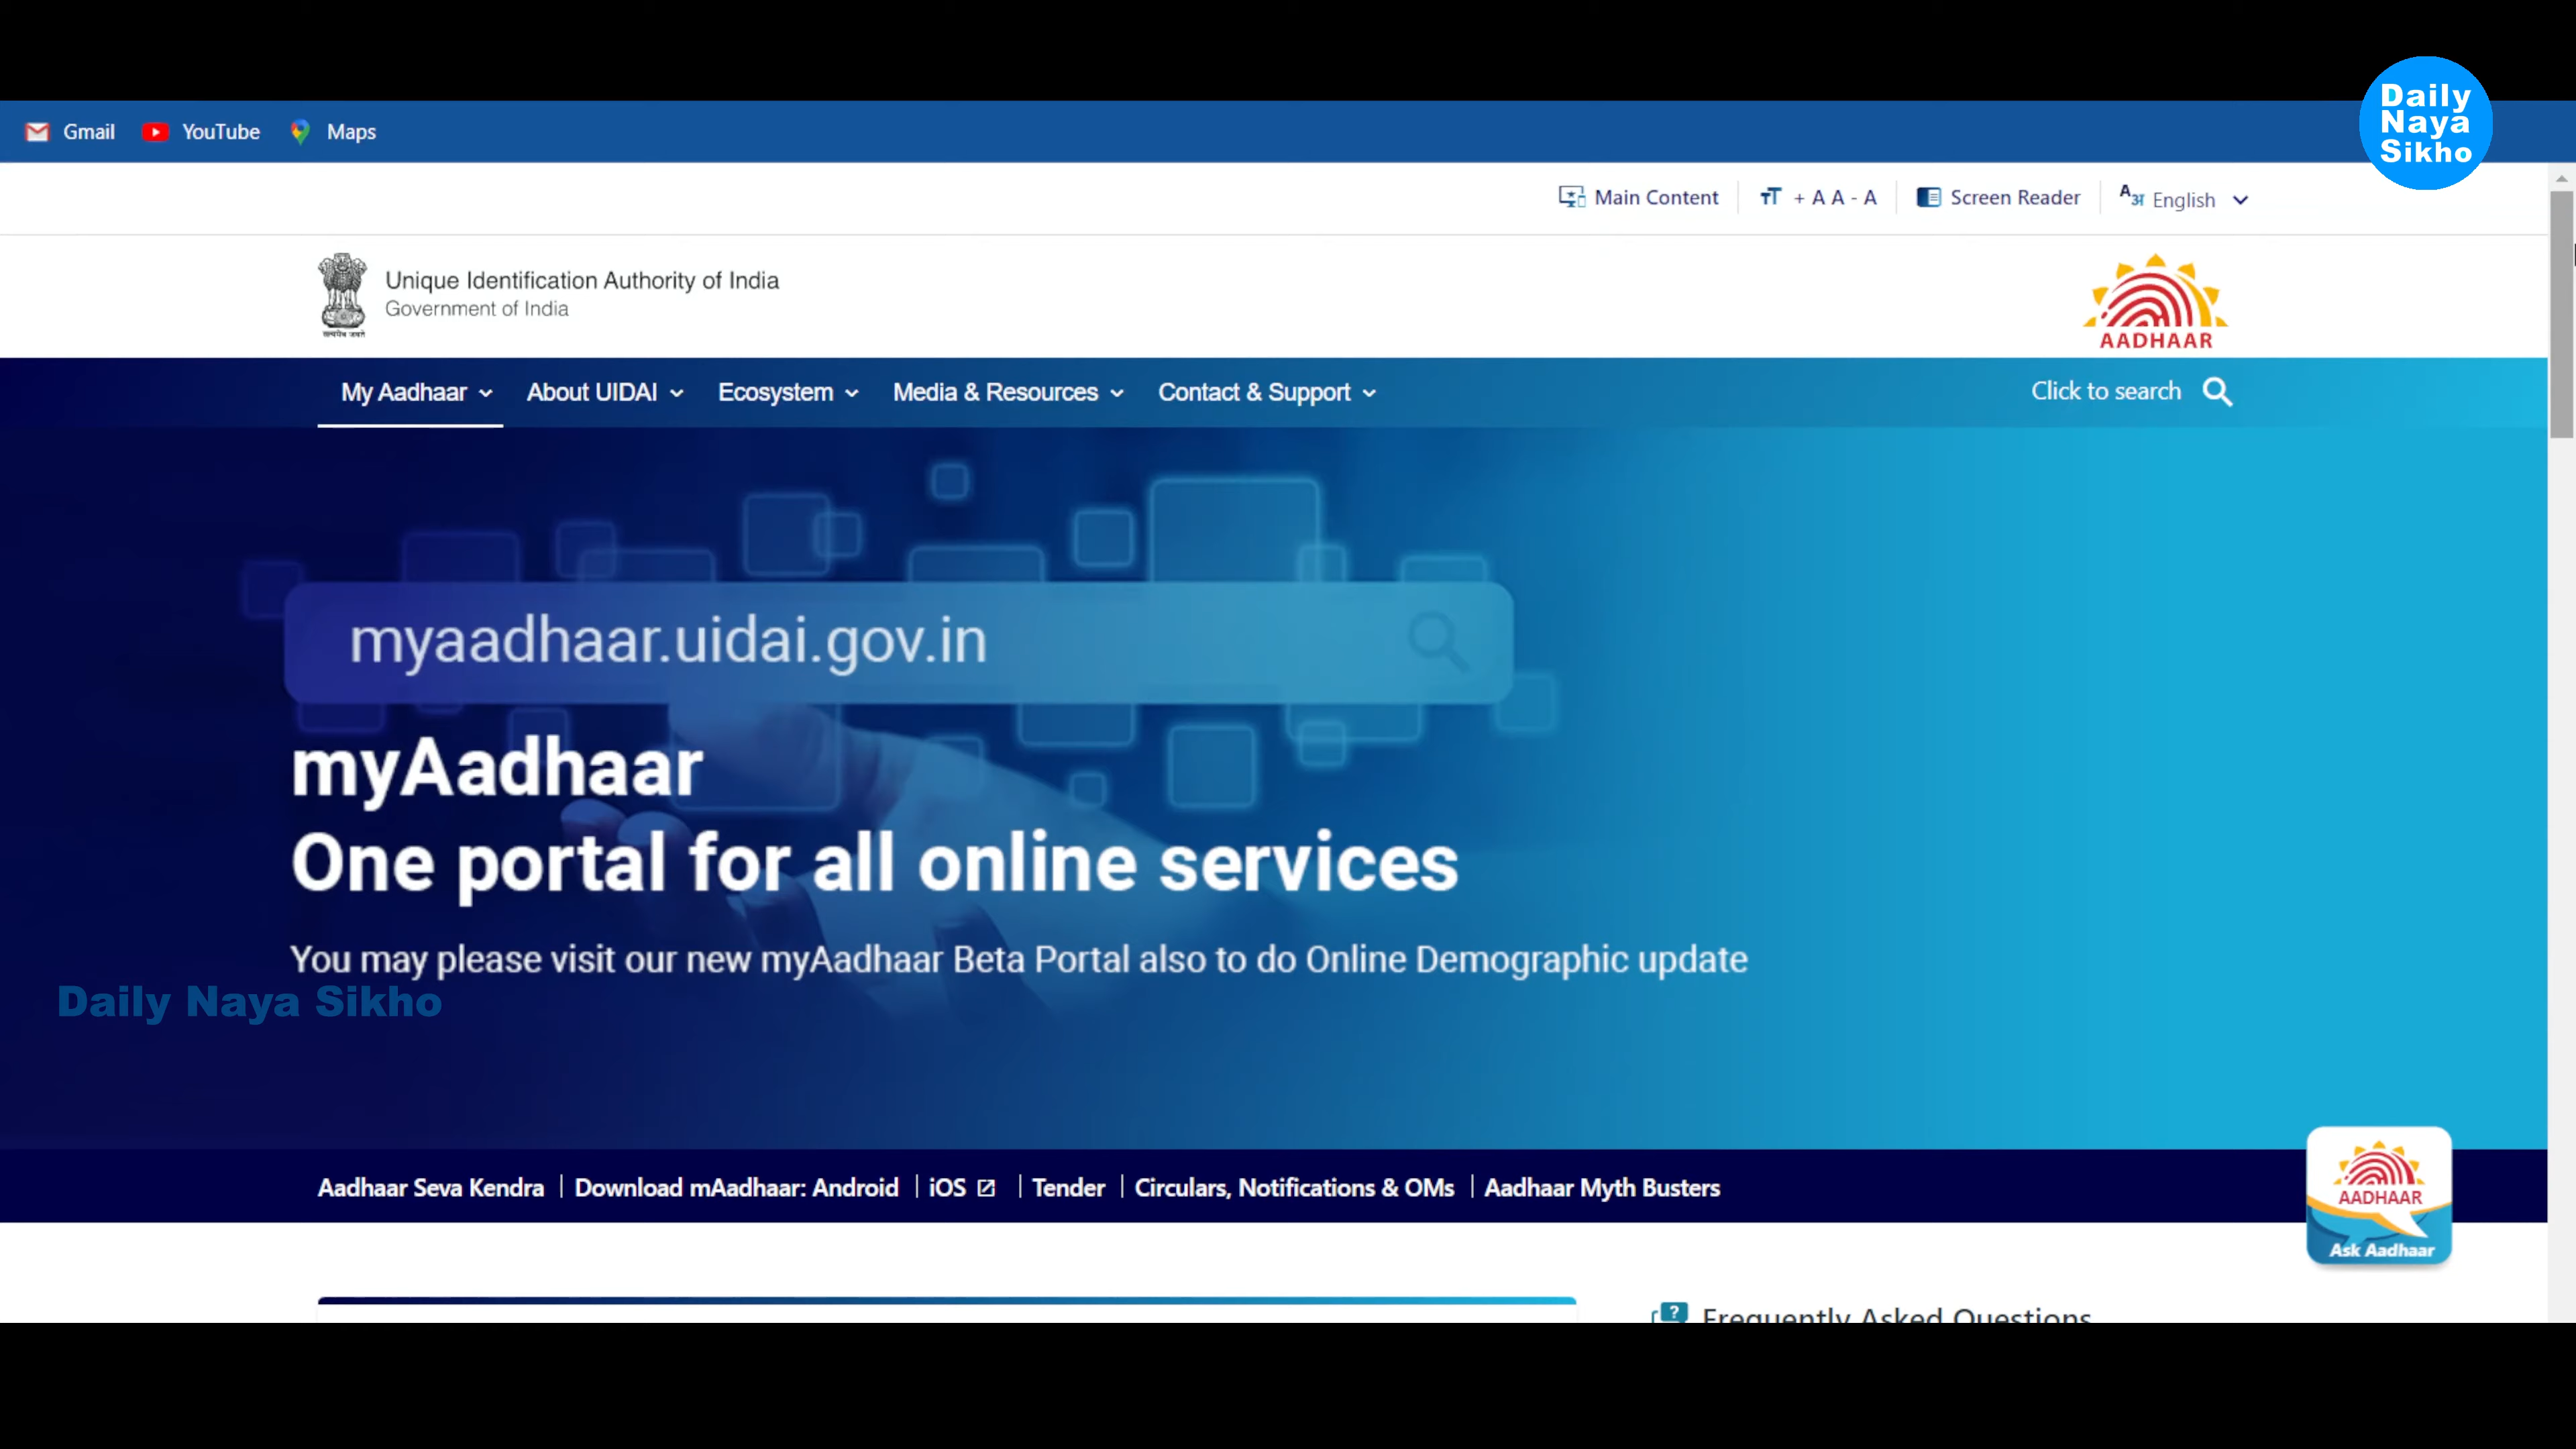 Daily
Naya
Sikho
Gmail YouTube Maps
Main Content + A A - A Screen Reader English
Unique Identification Authority of India
Government of India
AADHAAR
My Aadhaar About UIDAI Ecosystem Media & Resources Contact & Support Click to search
myaadhaar.uidai.gov.in
myAadhaar
One portal for all online services
You may please visit our new myAadhaar Beta Portal also to do Online Demographic update
Daily Naya Sikho
Aadhaar Seva Kendra | Download mAadhaar: Android | iOS | Tender | Circulars, Notifications & OMs | Aadhaar Myth Busters
AADHAAR
Ask Aadhaar
Frequently Asked Questions